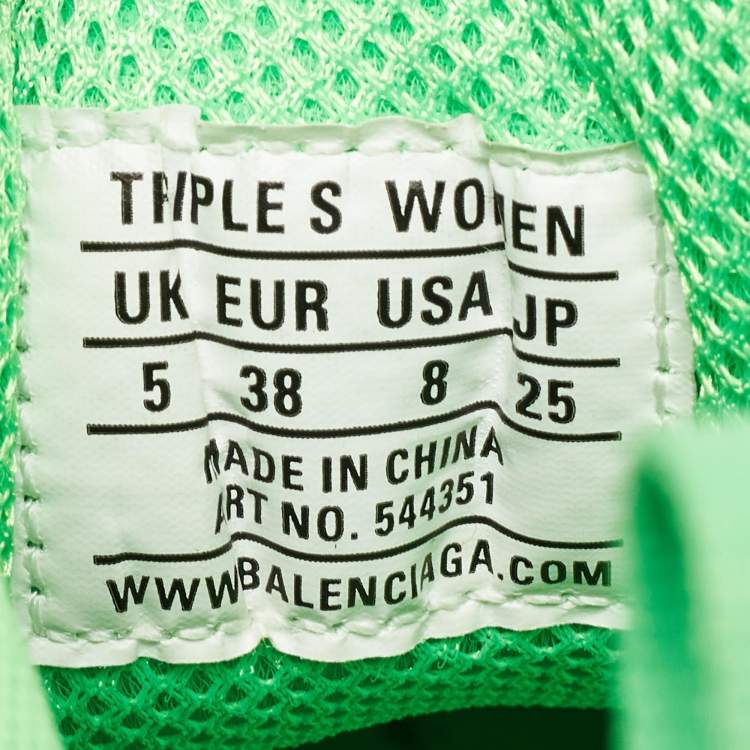 TRIPLE S WOMEN
UK EUR USA JP
5 38 8 25
MADE IN CHINA
ART NO. 544351
WWW.BALENCIAGA.COM